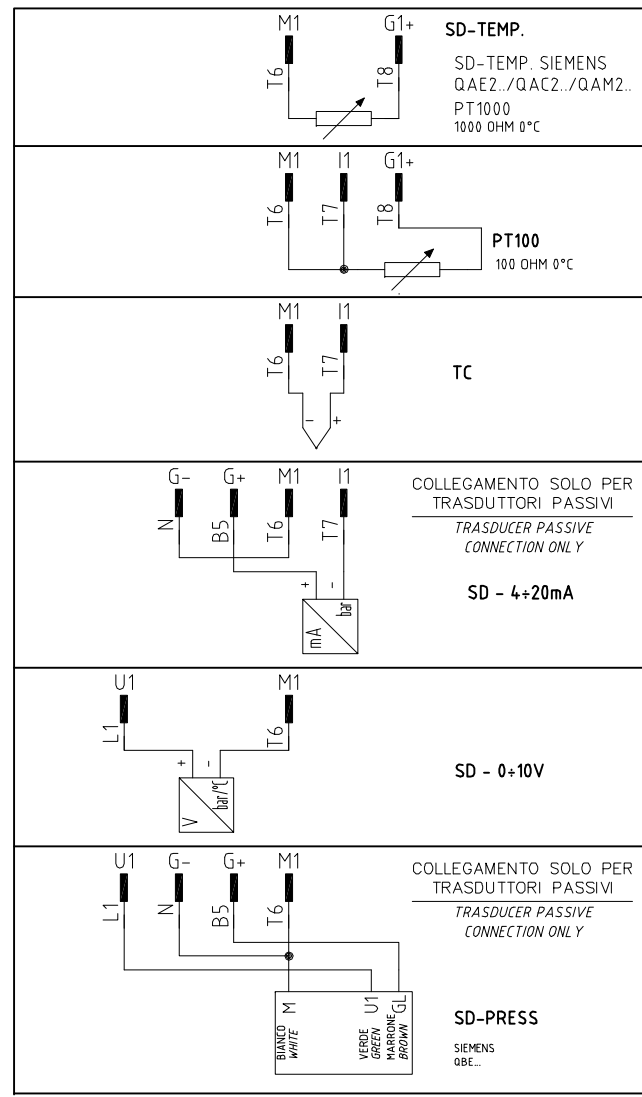 M1 G1+
T6 T8
SD-TEMP.
SD-TEMP. SIEMENS
QAE2../QAC2../QAM2..
PT1000
1000 OHM 0°C
M1 I1 G1+
T6 T7 T8
PT100
100 OHM 0°C
M1 I1
T6 T7
- +
TC
G- G+ M1 I1
N B5 T6 T7
+ -
mA bar
COLLEGAMENTO SOLO PER
TRASDUTTORI PASSIVI
TRASDUCER PASSIVE
CONNECTION ONLY
SD - 4÷20mA
U1 M1
L1 T6
+ -
V bar/°C
SD - 0÷10V
U1 G- G+ M1
L1 N B5 T6
COLLEGAMENTO SOLO PER
TRASDUTTORI PASSIVI
TRASDUCER PASSIVE
CONNECTION ONLY
M U1 GL
BIANCO
WHITE
VERDE
GREEN
MARRONE
BROWN
SD-PRESS
SIEMENS
QBE...